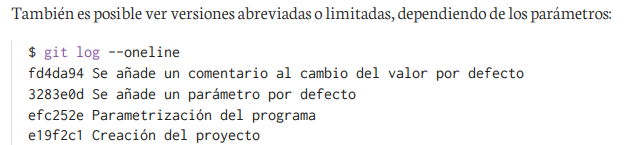 También es posible ver versiones abreviadas o limitadas, dependiendo de los parámetros:
$ git log --oneline
fd4da94 Se añade un comentario al cambio del valor por defecto
3283e0d Se añade un parámetro por defecto
efc252e Parametrización del programa
e19f2c1 Creación del proyecto